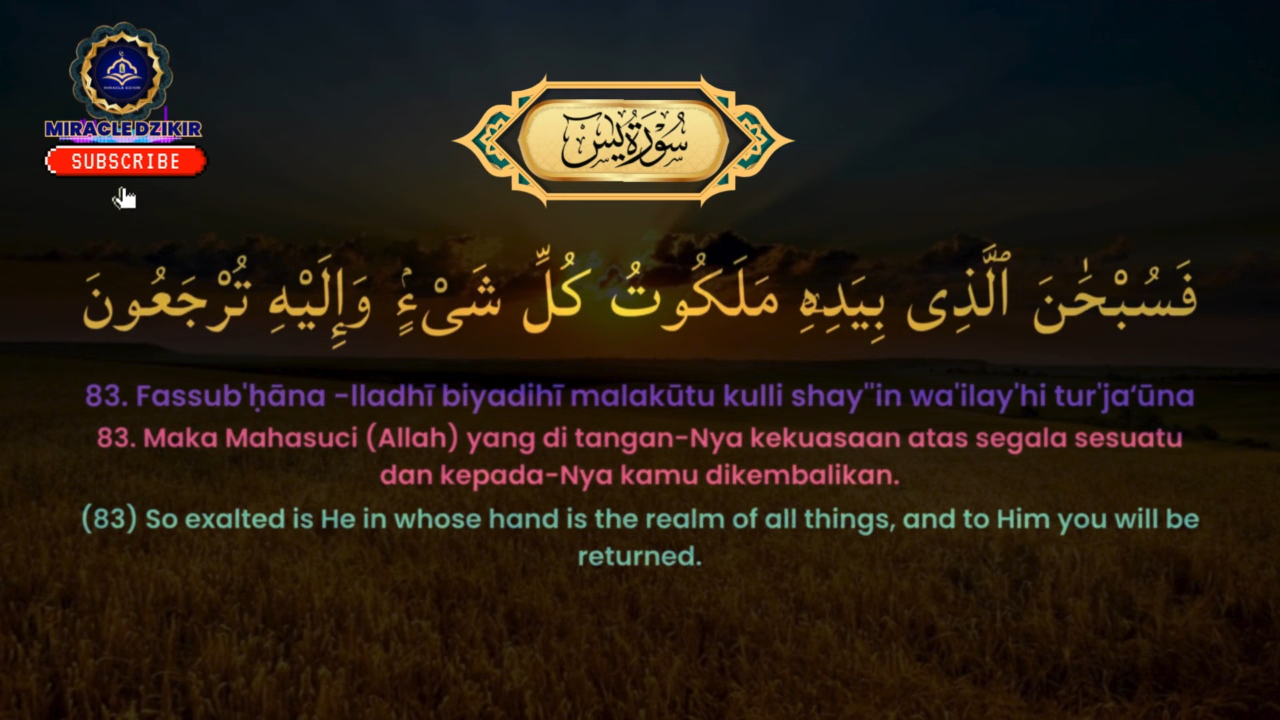 MIRACLE DZIKIR
SUBSCRIBE
سُورَةُ يٰسٓ
فَسُبْحَٰنَ ٱلَّذِى بِيَدِهِۦ مَلَكُوتُ كُلِّ شَىْءٍۢ وَإِلَيْهِ تُرْجَعُونَ
83. Fassub'ḥāna -lladhī biyadihī malakūtu kulli shay''in wa'ilay'hi tur'ja‘ūna
83. Maka Mahasuci (Allah) yang di tangan-Nya kekuasaan atas segala sesuatu
dan kepada-Nya kamu dikembalikan.
(83) So exalted is He in whose hand is the realm of all things, and to Him you will be
returned.